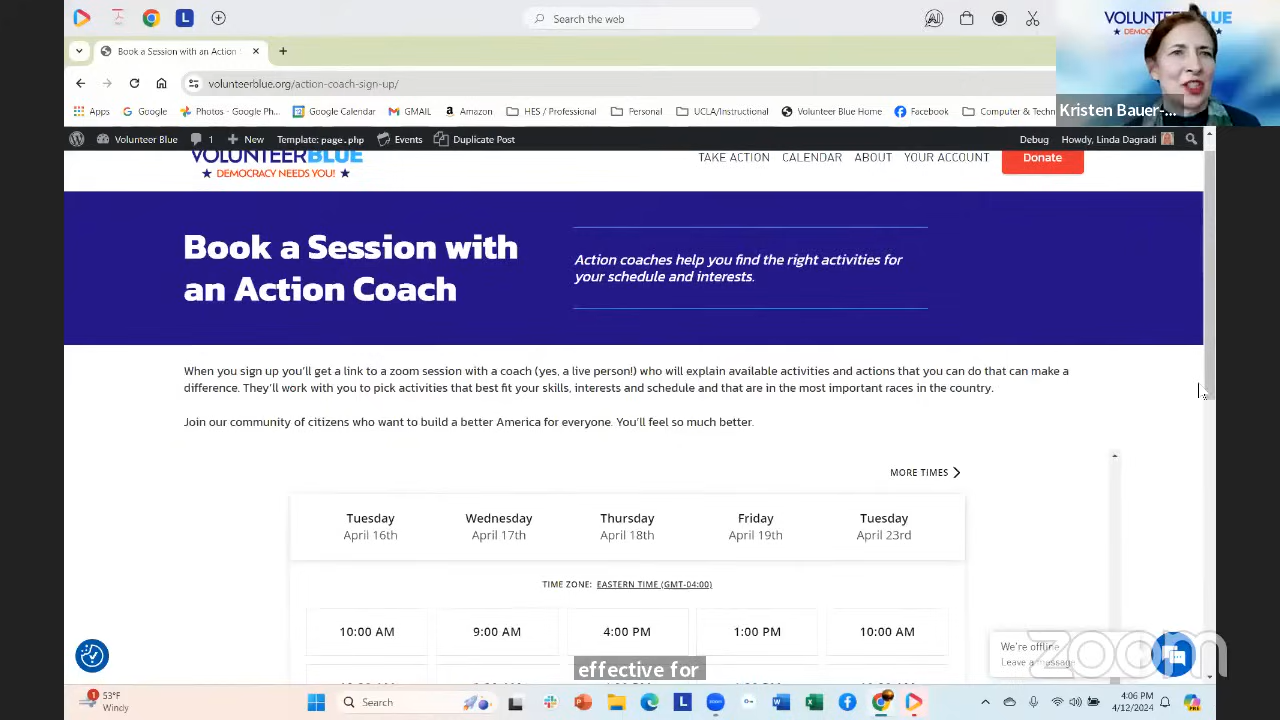 Search the web
Book a Session with an Action
volunteerblue.org/action-coach-sign-up/
Apps Google Photos - Google Ph... Google Calendar GMAIL Amazon HES / Professional Personal UCLA/Instructional Volunteer Blue Home Facebook Computer & Techn
Volunteer Blue 1 New Template: page.php Events Duplicate Post Debug Howdy, Linda Dagradi
VOLUNTEERBLUE
Kristen Bauer-...
VOLUNTEERBLUE
DEMOCRACY NEEDS YOU!
TAKE ACTION CALENDAR ABOUT YOUR ACCOUNT Donate
Book a Session with
an Action Coach
Action coaches help you find the right activities for
your schedule and interests.
When you sign up you'll get a link to a zoom session with a coach (yes, a live person!) who will explain available activities and actions that you can do that can make a
difference. They'll work with you to pick activities that best fit your skills, interests and schedule and that are in the most important races in the country.
Join our community of citizens who want to build a better America for everyone. You'll feel so much better.
MORE TIMES
Tuesday Wednesday Thursday Friday Tuesday
April 16th April 17th April 18th April 19th April 23rd
TIME ZONE: EASTERN TIME (GMT-04:00)
10:00 AM 9:00 AM 4:00 PM 1:00 PM 10:00 AM
We're offline
Leave a message
zoom
effective for
1
53°F
Windy
Search
4:06 PM
4/12/2024